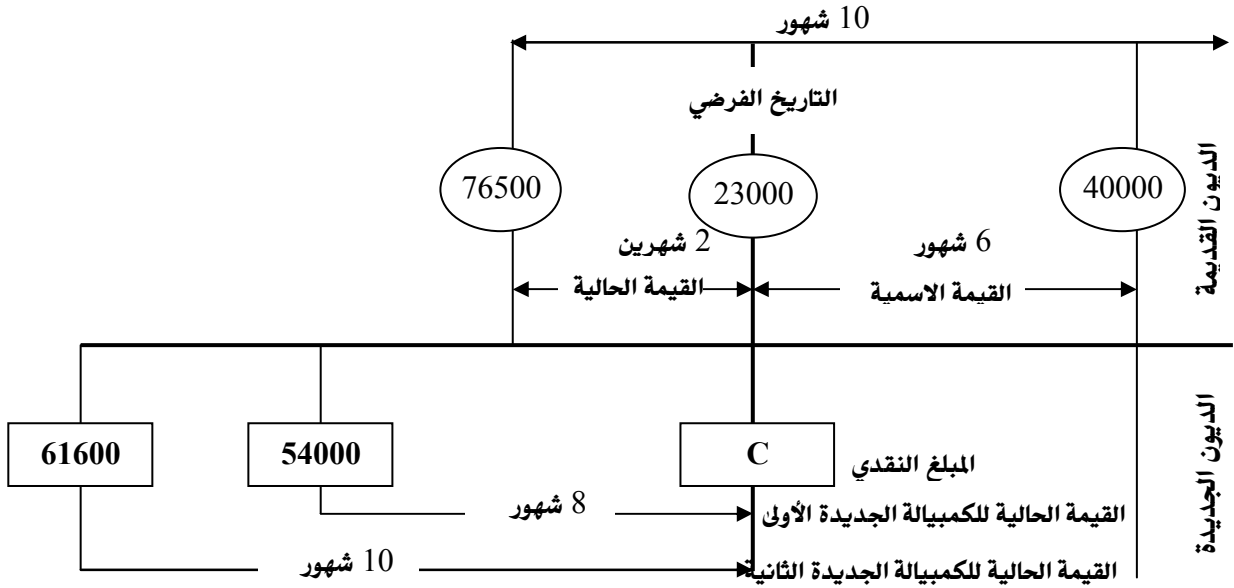 10 شهور
التاريخ الفرضي
40000
23000
76500
الديون القديمة
6 شهور
2 شهرين
القيمة الاسمية
القيمة الحالية
الديون الجديدة
C
54000
61600
المبلغ النقدي
8 شهور
القيمة الحالية للكمبيالة الجديدة الأولى
10 شهور
القيمة الحالية للكمبيالة الجديدة الثانية